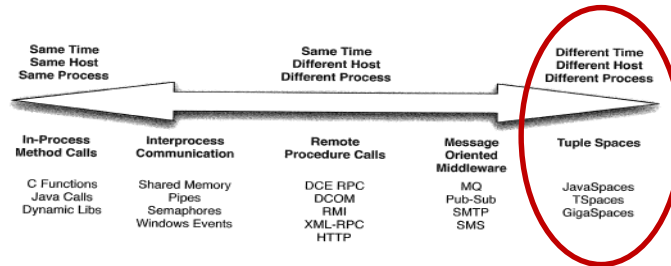 Same Time
Same Host
Same Process
Same Time
Different Host
Different Process
Different Time
Different Host
Different Process
In-Process
Method Calls
Interprocess
Communication
Remote
Procedure Calls
Message
Oriented
Middleware
Tuple Spaces
C Functions
Java Calls
Dynamic Libs
Shared Memory
Pipes
Semaphores
Windows Events
DCE RPC
DCOM
RMI
XML-RPC
HTTP
MQ
Pub-Sub
SMTP
SMS
JavaSpaces
TSpaces
GigaSpaces